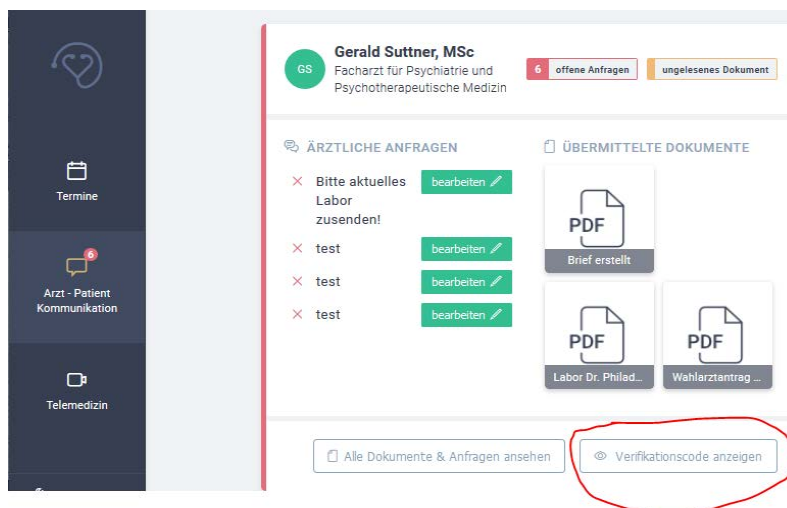 Gerald Suttner, MSc
GS
Facharzt für Psychiatrie und
Psychotherapeutische Medizin
6 offene Anfragen
ungelesenes Dokument
Termine
6
Arzt - Patient
Kommunikation
Telemedizin
ÄRZTLICHE ANFRAGEN
Bitte aktuelles
Labor
zusenden!
bearbeiten
test
bearbeiten
test
bearbeiten
test
bearbeiten
ÜBERMITTELTE DOKUMENTE
PDF
Brief erstellt
PDF
Labor Dr. Philad...
PDF
Wahlarztantrag ...
Alle Dokumente & Anfragen ansehen
Verifikationscode anzeigen